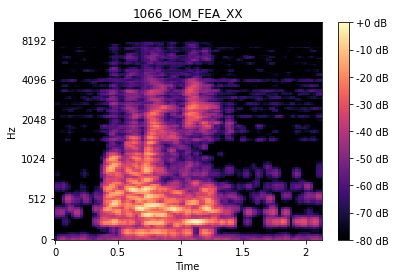 1066_IOM_FEA_XX
8192
4096
2048
1024
512
0
Hz
0
0.5
1
1.5
2
Time
+0 dB
-10 dB
-20 dB
-30 dB
-40 dB
-50 dB
-60 dB
-70 dB
-80 dB